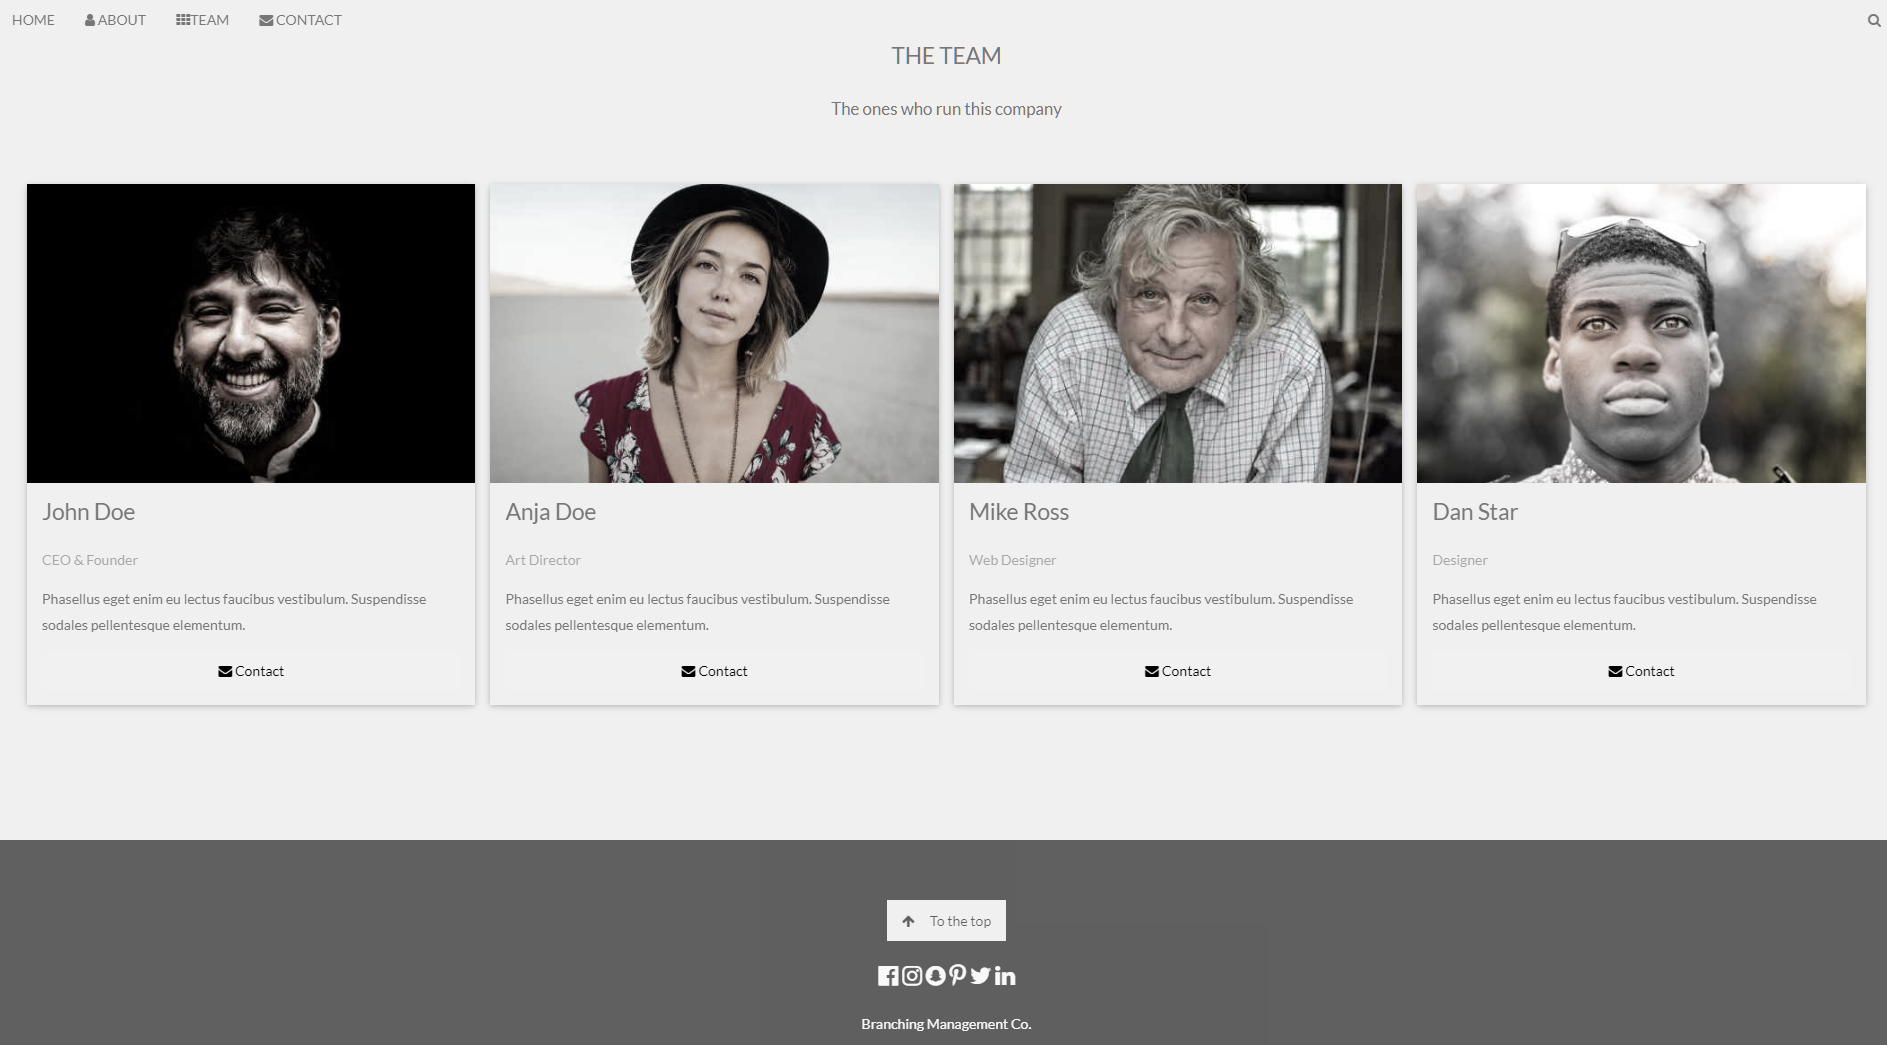 HOME ABOUT TEAM CONTACT
THE TEAM
The ones who run this company
John Doe
CEO & Founder
Phasellus eget enim eu lectus faucibus vestibulum. Suspendisse
sodales pellentesque elementum.
Contact
Anja Doe
Art Director
Phasellus eget enim eu lectus faucibus vestibulum. Suspendisse
sodales pellentesque elementum.
Contact
Mike Ross
Web Designer
Phasellus eget enim eu lectus faucibus vestibulum. Suspendisse
sodales pellentesque elementum.
Contact
Dan Star
Designer
Phasellus eget enim eu lectus faucibus vestibulum. Suspendisse
sodales pellentesque elementum.
Contact
To the top
Branching Management Co.